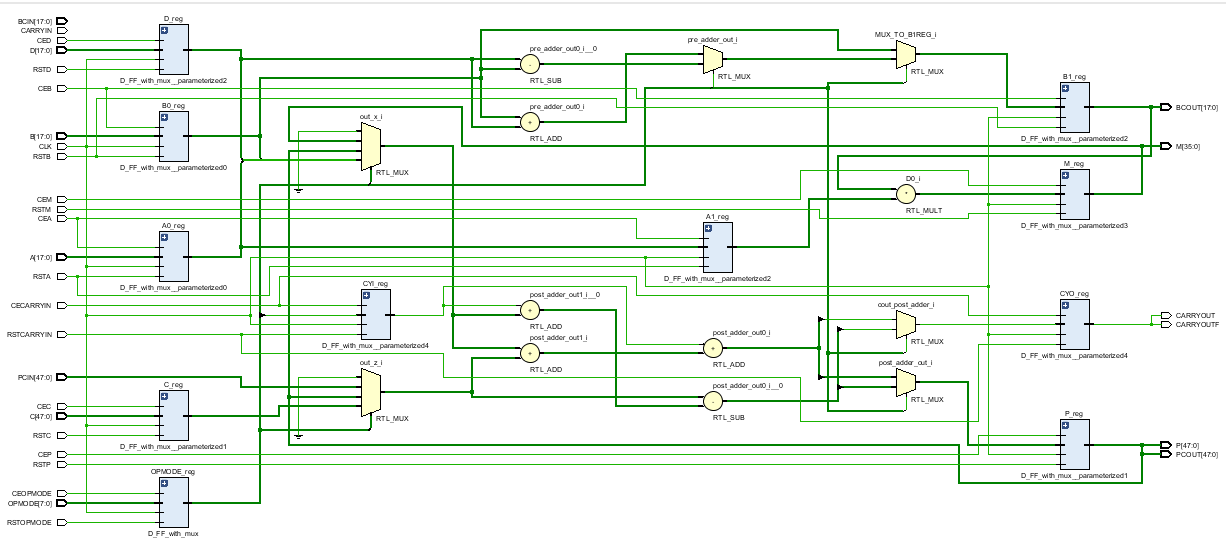 BCIN[17:0]
CARRYIN
CED
D[17:0]
RSTD
CEB
B[17:0]
CLK
RSTB
CEM
RSTM
CEA
A[17:0]
RSTA
CECARRYIN
RSTCARRYIN
PCIN[47:0]
CEC
C[47:0]
RSTC
CEP
RSTP
CEOPMODE
OPMODE[7:0]
RSTOPMODE
D_reg
D_FF_with_mux__parameterized2
B0_reg
D_FF_with_mux__parameterized0
A0_reg
D_FF_with_mux__parameterized0
C_reg
D_FF_with_mux__parameterized1
OPMODE_reg
D_FF_with_mux
out_x_i
RTL_MUX
CYI_reg
D_FF_with_mux__parameterized4
out_z_i
RTL_MUX
pre_adder_out0_i__0
-
RTL_SUB
pre_adder_out0_i
+
RTL_ADD
post_adder_out1_i__0
+
RTL_ADD
post_adder_out1_i
+
RTL_ADD
pre_adder_out_i
RTL_MUX
A1_reg
D_FF_with_mux__parameterized2
post_adder_out0_i
+
RTL_ADD
post_adder_out0_i__0
-
RTL_SUB
MUX_TO_B1REG_i
RTL_MUX
D0_i
RTL_MULT
cout_post_adder_i
RTL_MUX
post_adder_out_i
RTL_MUX
B1_reg
D_FF_with_mux__parameterized2
M_reg
D_FF_with_mux__parameterized3
CYO_reg
D_FF_with_mux__parameterized4
P_reg
D_FF_with_mux__parameterized1
BCOUT[17:0]
M[35:0]
CARRYOUT
CARRYOUTF
P[47:0]
PCOUT[47:0]